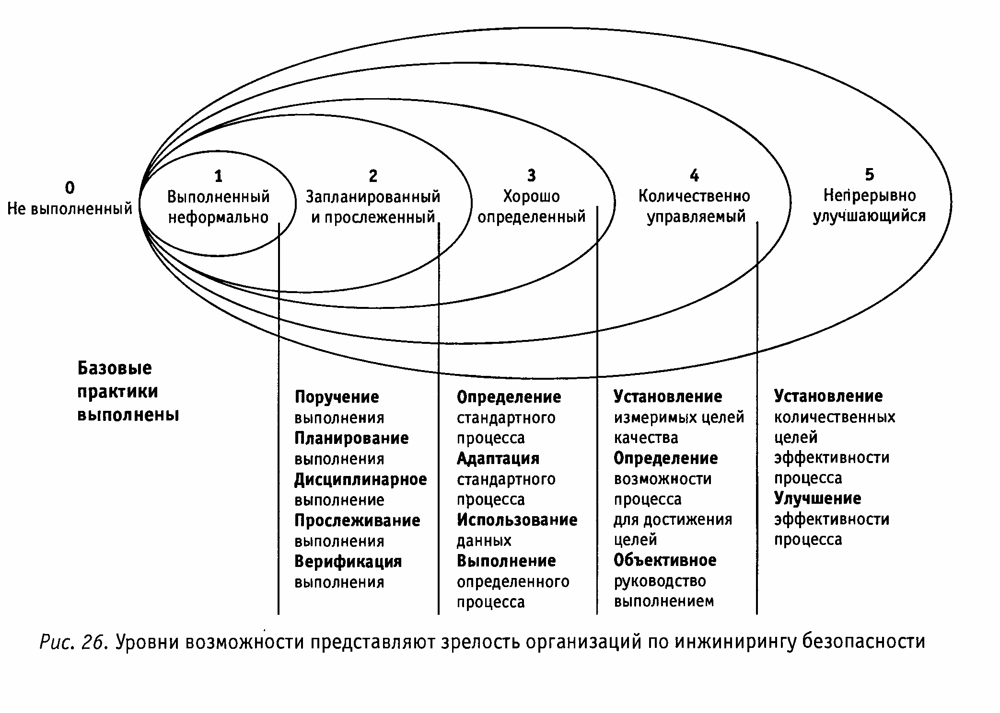 0
Не выполненный
1
Выполненный
неформально
2
Запланированный
и прослеженный
3
Хорошо
определенный
4
Количественно
управляемый
5
Непрерывно
улучшающийся
Базовые
практики
выполнены
Поручение
выполнения
Планирование
выполнения
Дисциплинарное
выполнение
Прослеживание
выполнения
Верификация
выполнения
Определение
стандартного
процесса
Адаптация
стандартного
процесса
Использование
данных
Выполнение
определенного
процесса
Установление
измеримых целей
качества
Определение
возможности
процесса
для достижения
целей
Объективное
руководство
выполнением
Установление
количественных
целей
эффективности
процесса
Улучшение
эффективности
процесса
Рис. 26. Уровни возможности представляют зрелость организаций по инжинирингу безопасности